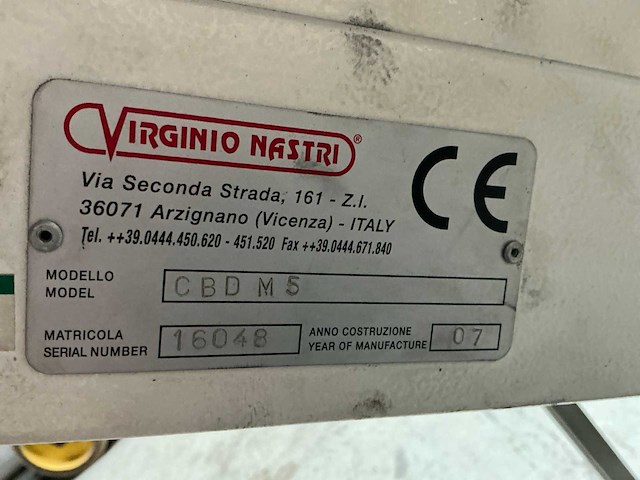 VIRGINIO NASTRI®
CE
Via Seconda Strada, 161 - Z.I.
36071 Arzignano (Vicenza) - ITALY
Tel. ++39.0444.450.620 - 451.520 Fax ++39.0444.671.840
MODELLO
MODEL
CBD M5
MATRICOLA
SERIAL NUMBER
16048
ANNO COSTRUZIONE
YEAR OF MANUFACTURE
07